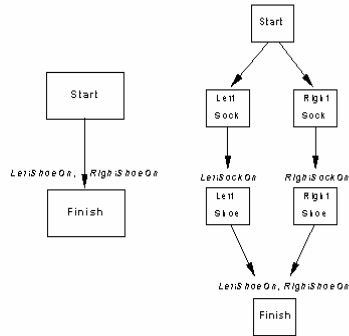 Start
LeftShoeOn, RightShoeOn
Finish
Start
Left
Sock
Right
Sock
LeftSockOn
RightSockOn
Left
Shoe
Right
Shoe
LeftShoeOn, RightShoeOn
Finish